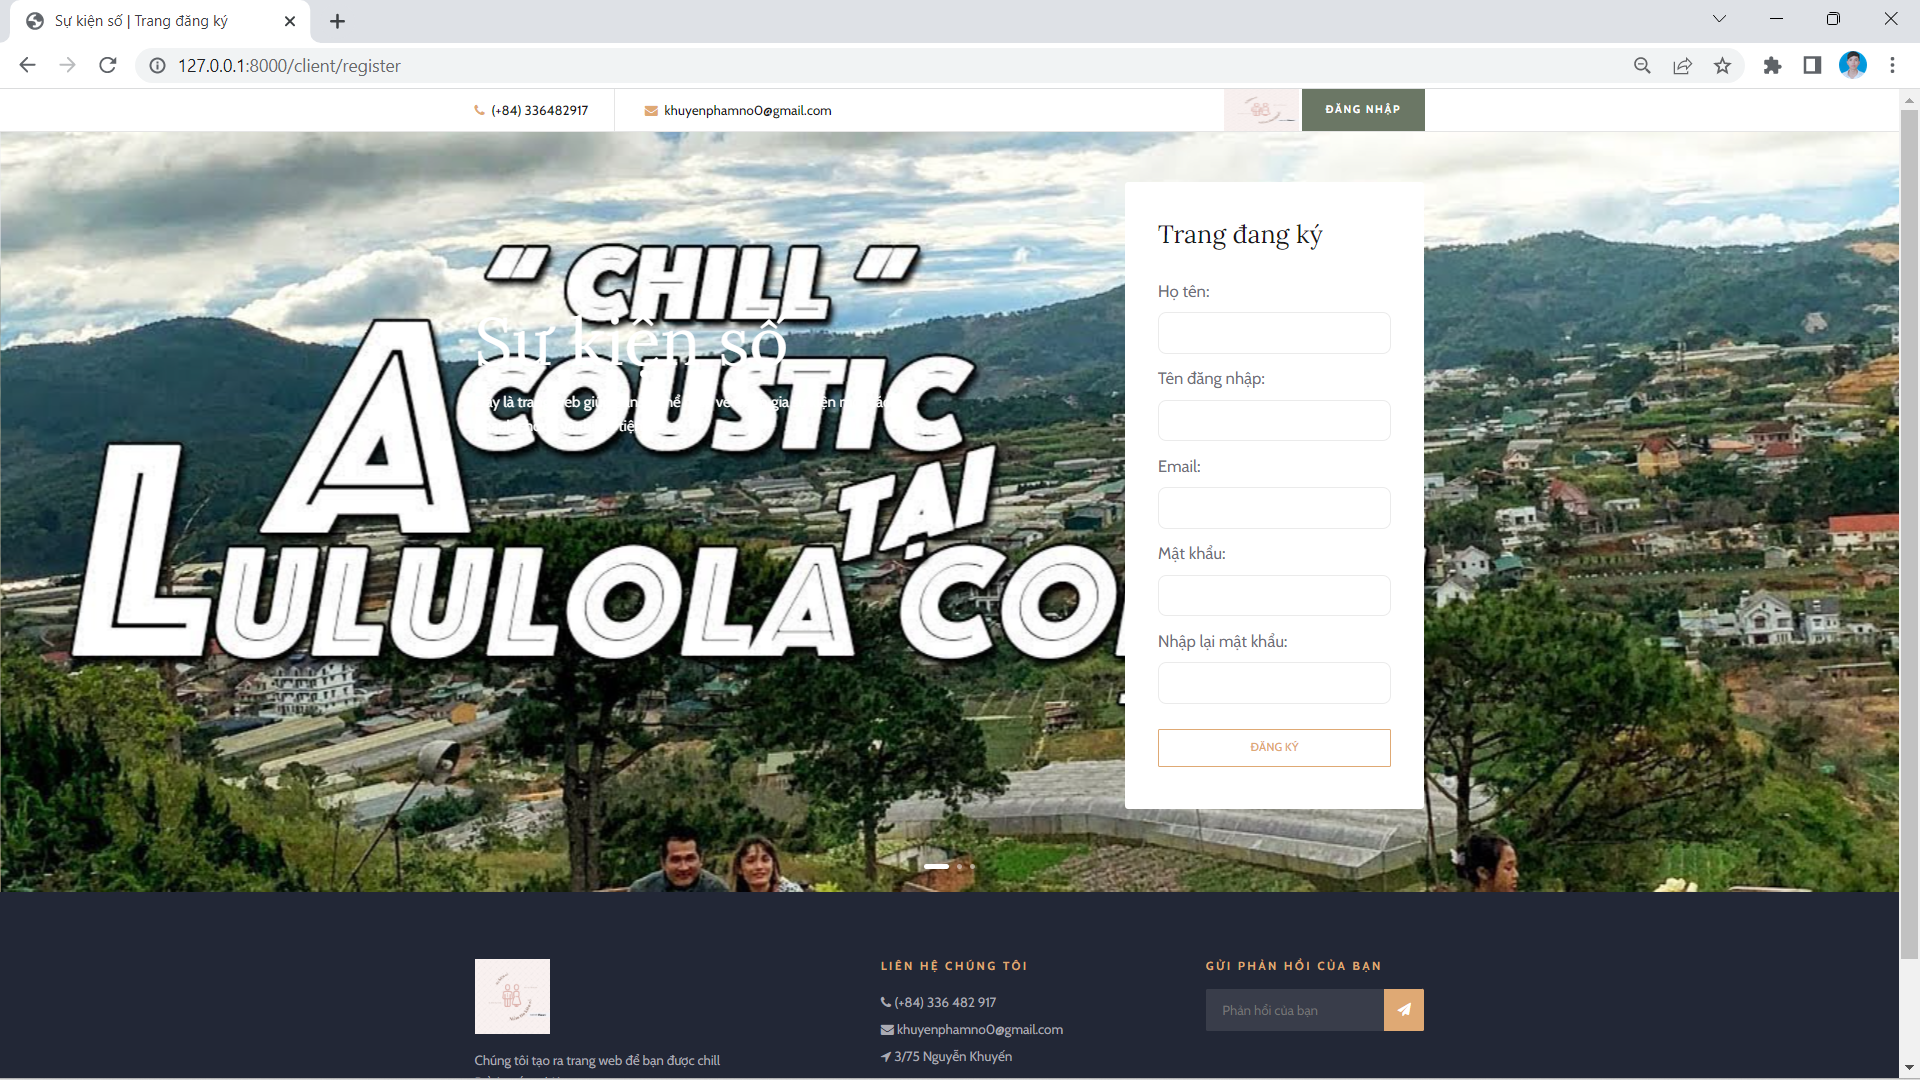 Sự kiện số | Trang đăng ký
127.0.0.1:8000/client/register
(+84) 336482917
khuyenphamno0@gmail.com
ĐĂNG NHẬP
“ CHILL “
Sự kiện số
ACOUSTIC
TẠI
LULULOLA CO
Trang đang ký
Họ tên:
Tên đăng nhập:
Email:
Mật khẩu:
Nhập lại mật khẩu:
ĐĂNG KÝ
LIÊN HỆ CHÚNG TÔI
(+84) 336 482 917
khuyenphamno0@gmail.com
3/75 Nguyễn Khuyến
GỬI PHẢN HỒI CỦA BẠN
Phản hồi của bạn
Chúng tôi tạo ra trang web để bạn được chill